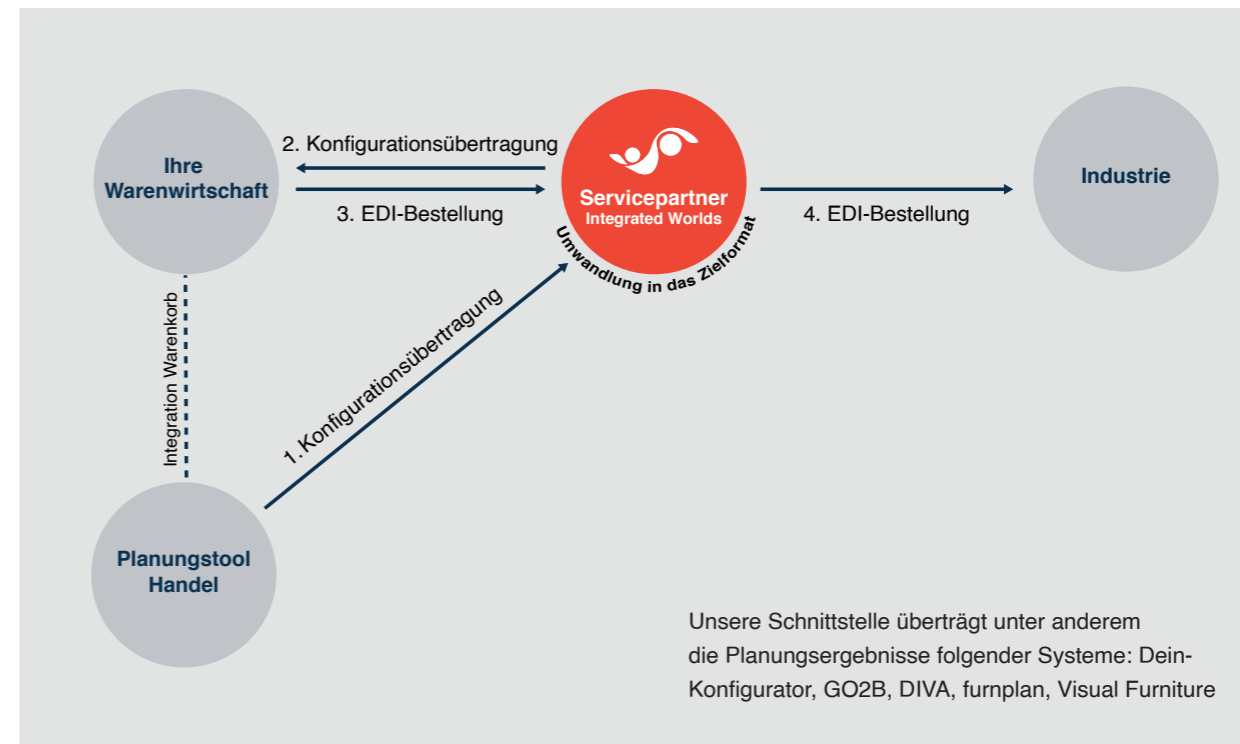 Ihre
Warenwirtschaft
2. Konfigurationsübertragung
3. EDI-Bestellung
Servicepartner
Integrated Worlds
Umwandlung in das Zielformat
4. EDI-Bestellung
Industrie
Integration Warenkorb
1. Konfigurationsübertragung
Planungstool
Handel
Unsere Schnittstelle überträgt unter anderem
die Planungsergebnisse folgender Systeme: Dein-
Konfigurator, GO2B, DIVA, furnplan, Visual Furniture